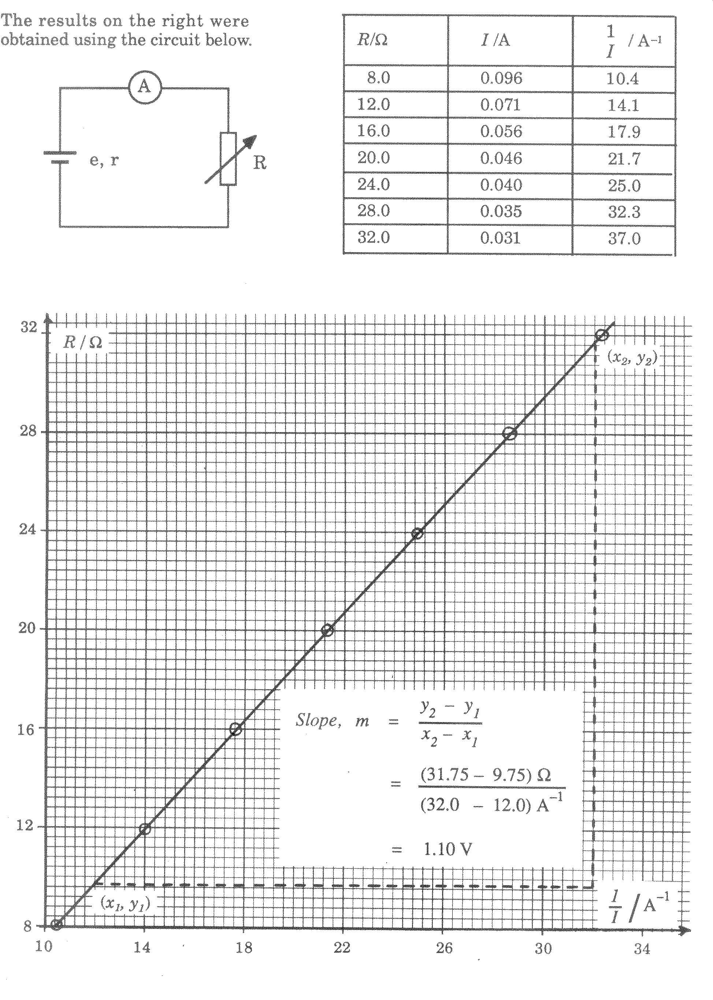 The results on the right were
obtained using the circuit below.
A
e, r
R
R/Ω I /A 1/I / A⁻¹
8.0 0.096 10.4
12.0 0.071 14.1
16.0 0.056 17.9
20.0 0.046 21.7
24.0 0.040 25.0
28.0 0.035 32.3
32.0 0.031 37.0
R / Ω
32
28
24
20
16
12
8
(x₂, y₂)
Slope, m = (y₂ – y₁) / (x₂ – x₁)
= (31.75 – 9.75) Ω / (32.0 – 12.0) A⁻¹
= 1.10 V
(x₁, y₁)
1/I / A⁻¹
10 14 18 22 26 30 34